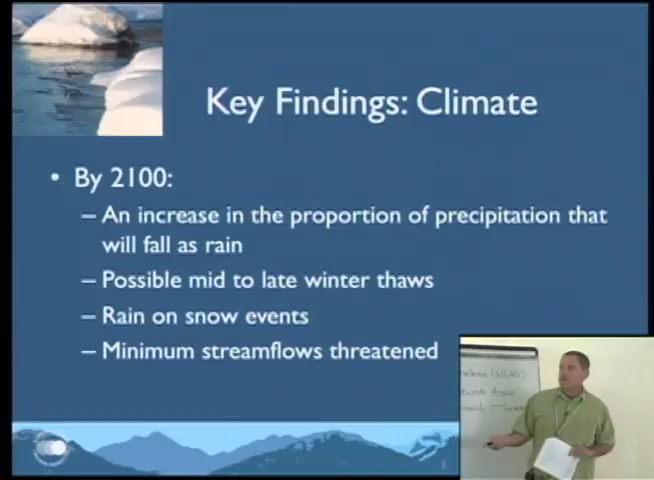 Key Findings: Climate
• By 2100:
– An increase in the proportion of precipitation that
will fall as rain
– Possible mid to late winter thaws
– Rain on snow events
– Minimum streamflows threatened
(WLAN)